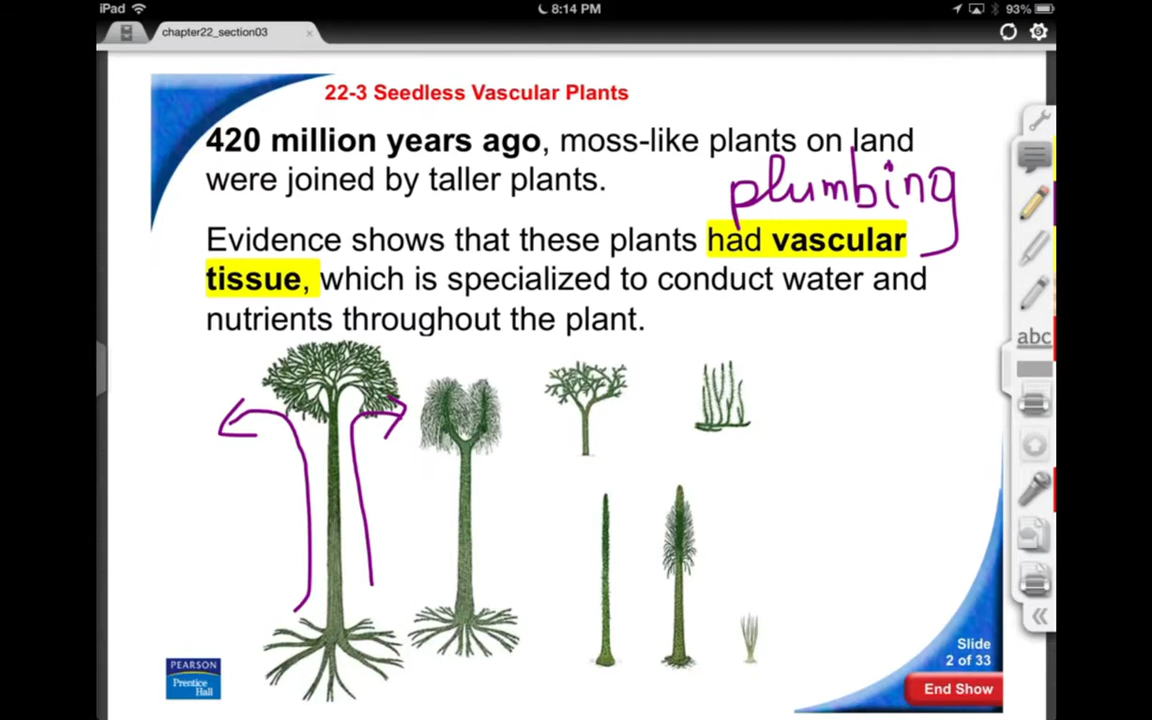 iPad
8:14 PM
93%
chapter22_section03
22-3 Seedless Vascular Plants
420 million years ago, moss-like plants on land
were joined by taller plants.
plumbing
Evidence shows that these plants had vascular
tissue, which is specialized to conduct water and
nutrients throughout the plant.
abc
PEARSON
Prentice
Hall
Slide
2 of 33
End Show